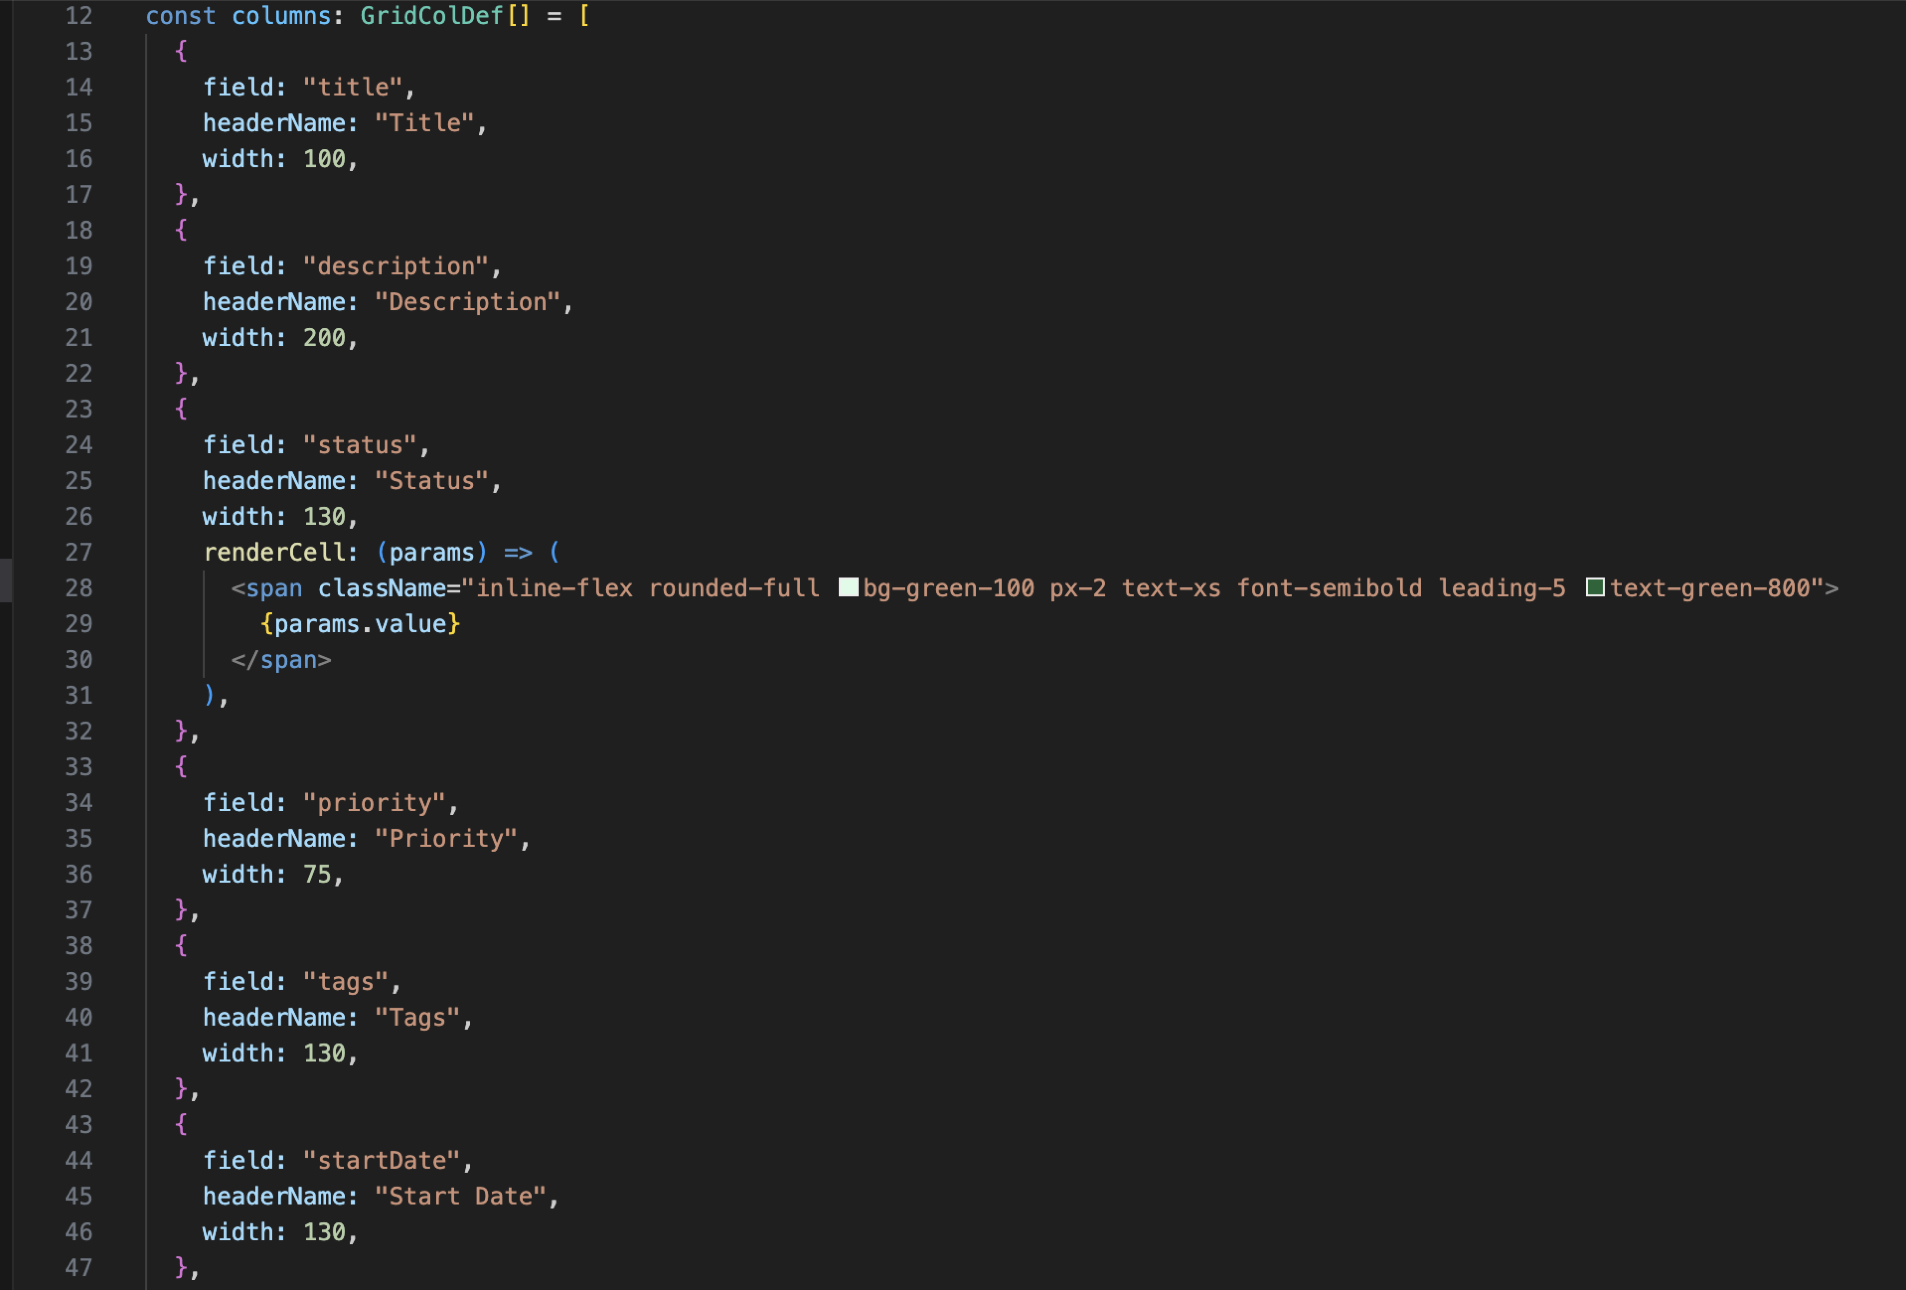 12 const columns: GridColDef[] = [
13 {
14 field: "title",
15 headerName: "Title",
16 width: 100,
17 },
18 {
19 field: "description",
20 headerName: "Description",
21 width: 200,
22 },
23 {
24 field: "status",
25 headerName: "Status",
26 width: 130,
27 renderCell: (params) => (
28 <span className="inline-flex rounded-full bg-green-100 px-2 text-xs font-semibold leading-5 text-green-800">
29 {params.value}
30 </span>
31 ),
32 },
33 {
34 field: "priority",
35 headerName: "Priority",
36 width: 75,
37 },
38 {
39 field: "tags",
40 headerName: "Tags",
41 width: 130,
42 },
43 {
44 field: "startDate",
45 headerName: "Start Date",
46 width: 130,
47 },